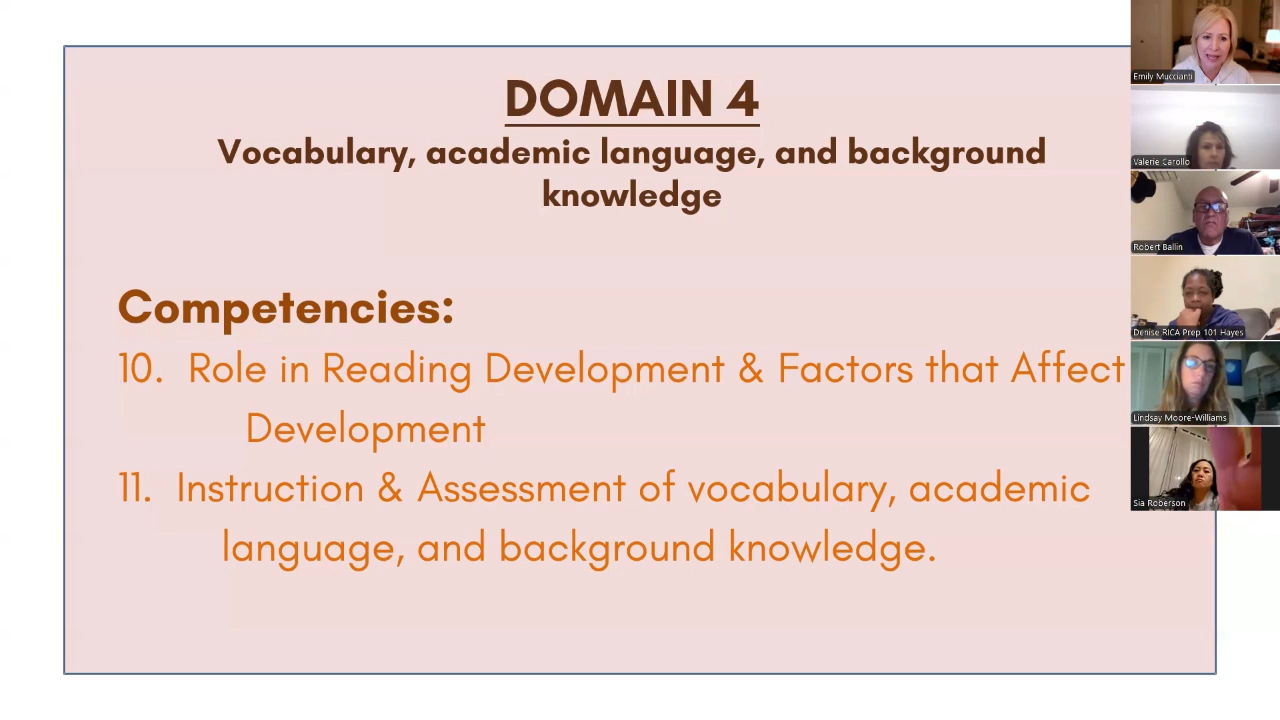 DOMAIN 4
Vocabulary, academic language, and background
knowledge
Competencies:
10. Role in Reading Development & Factors that Affect
Development
11. Instruction & Assessment of vocabulary, academic
language, and background knowledge.
Emily Muccianti
Valerie Carollo
Robert Ballin
Denise RICA Prep 101 Hayes
Lindsay Moore-Williams
Sia Roberson